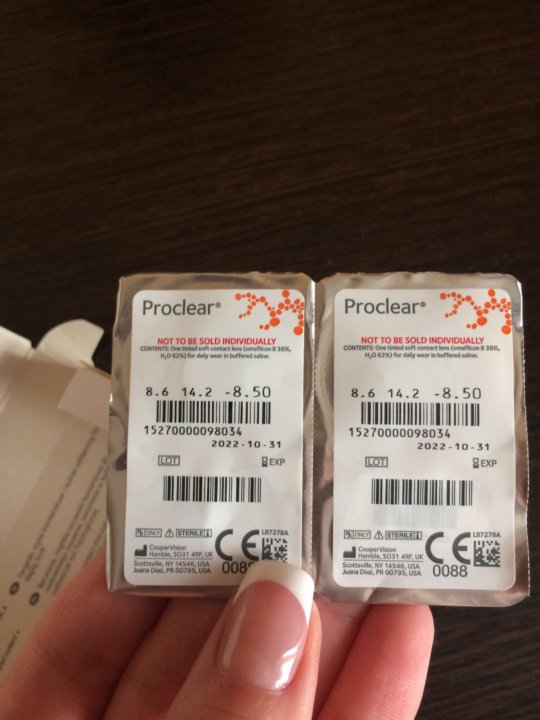 Proclear®
NOT TO BE SOLD INDIVIDUALLY
CONTENTS: One tinted soft contact lens (omafilcon B 38%,
H₂O 62%) for daily wear in buffered saline.
8.6 14.2 -8.50
15270000098034
2022-10-31
LOT EXP
Rx ONLY STERILE
LB7278A
CooperVision
Hamble, SO31 4RF, UK
Scottsville, NY 14546, USA
Juana Diaz, PR 00795, USA
CE
008
Proclear®
NOT TO BE SOLD INDIVIDUALLY
CONTENTS: One tinted soft contact lens (omafilcon B 38%,
H₂O 62%) for daily wear in buffered saline.
8.6 14.2 -8.50
15270000098034
2022-10-31
LOT EXP
Rx ONLY STERILE
LB7278A
CooperVision
Hamble, SO31 4RF, UK
Scottsville, NY 14546, USA
Juana Diaz, PR 00795, USA
CE
0088